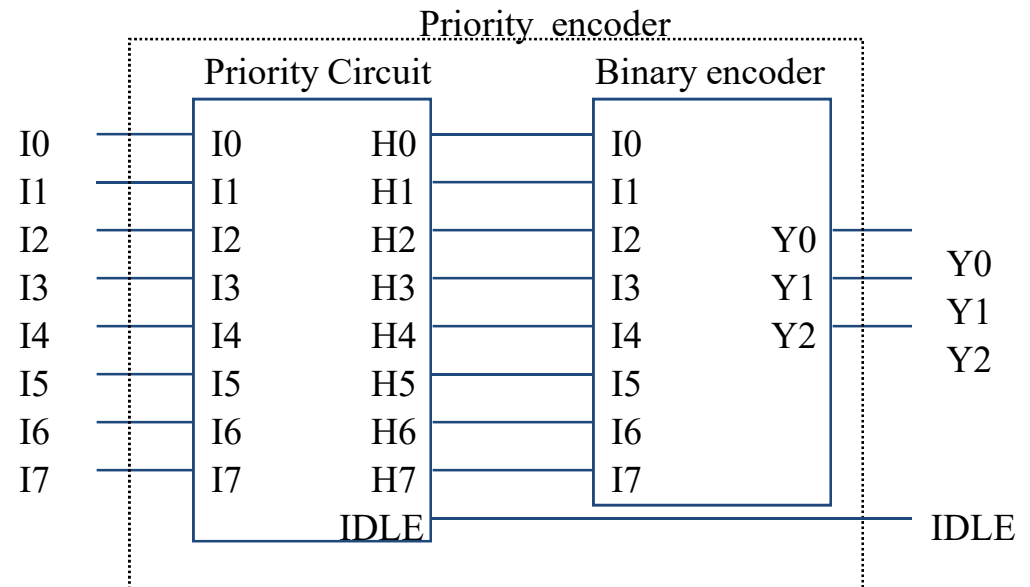 Priority encoder
Priority Circuit Binary encoder
I0 I0 H0 I0
I1 I1 H1 I1
I2 I2 H2 I2 Y0 Y0
I3 I3 H3 I3 Y1 Y1
I4 I4 H4 I4 Y2 Y2
I5 I5 H5 I5
I6 I6 H6 I6
I7 I7 H7 I7
IDLE IDLE